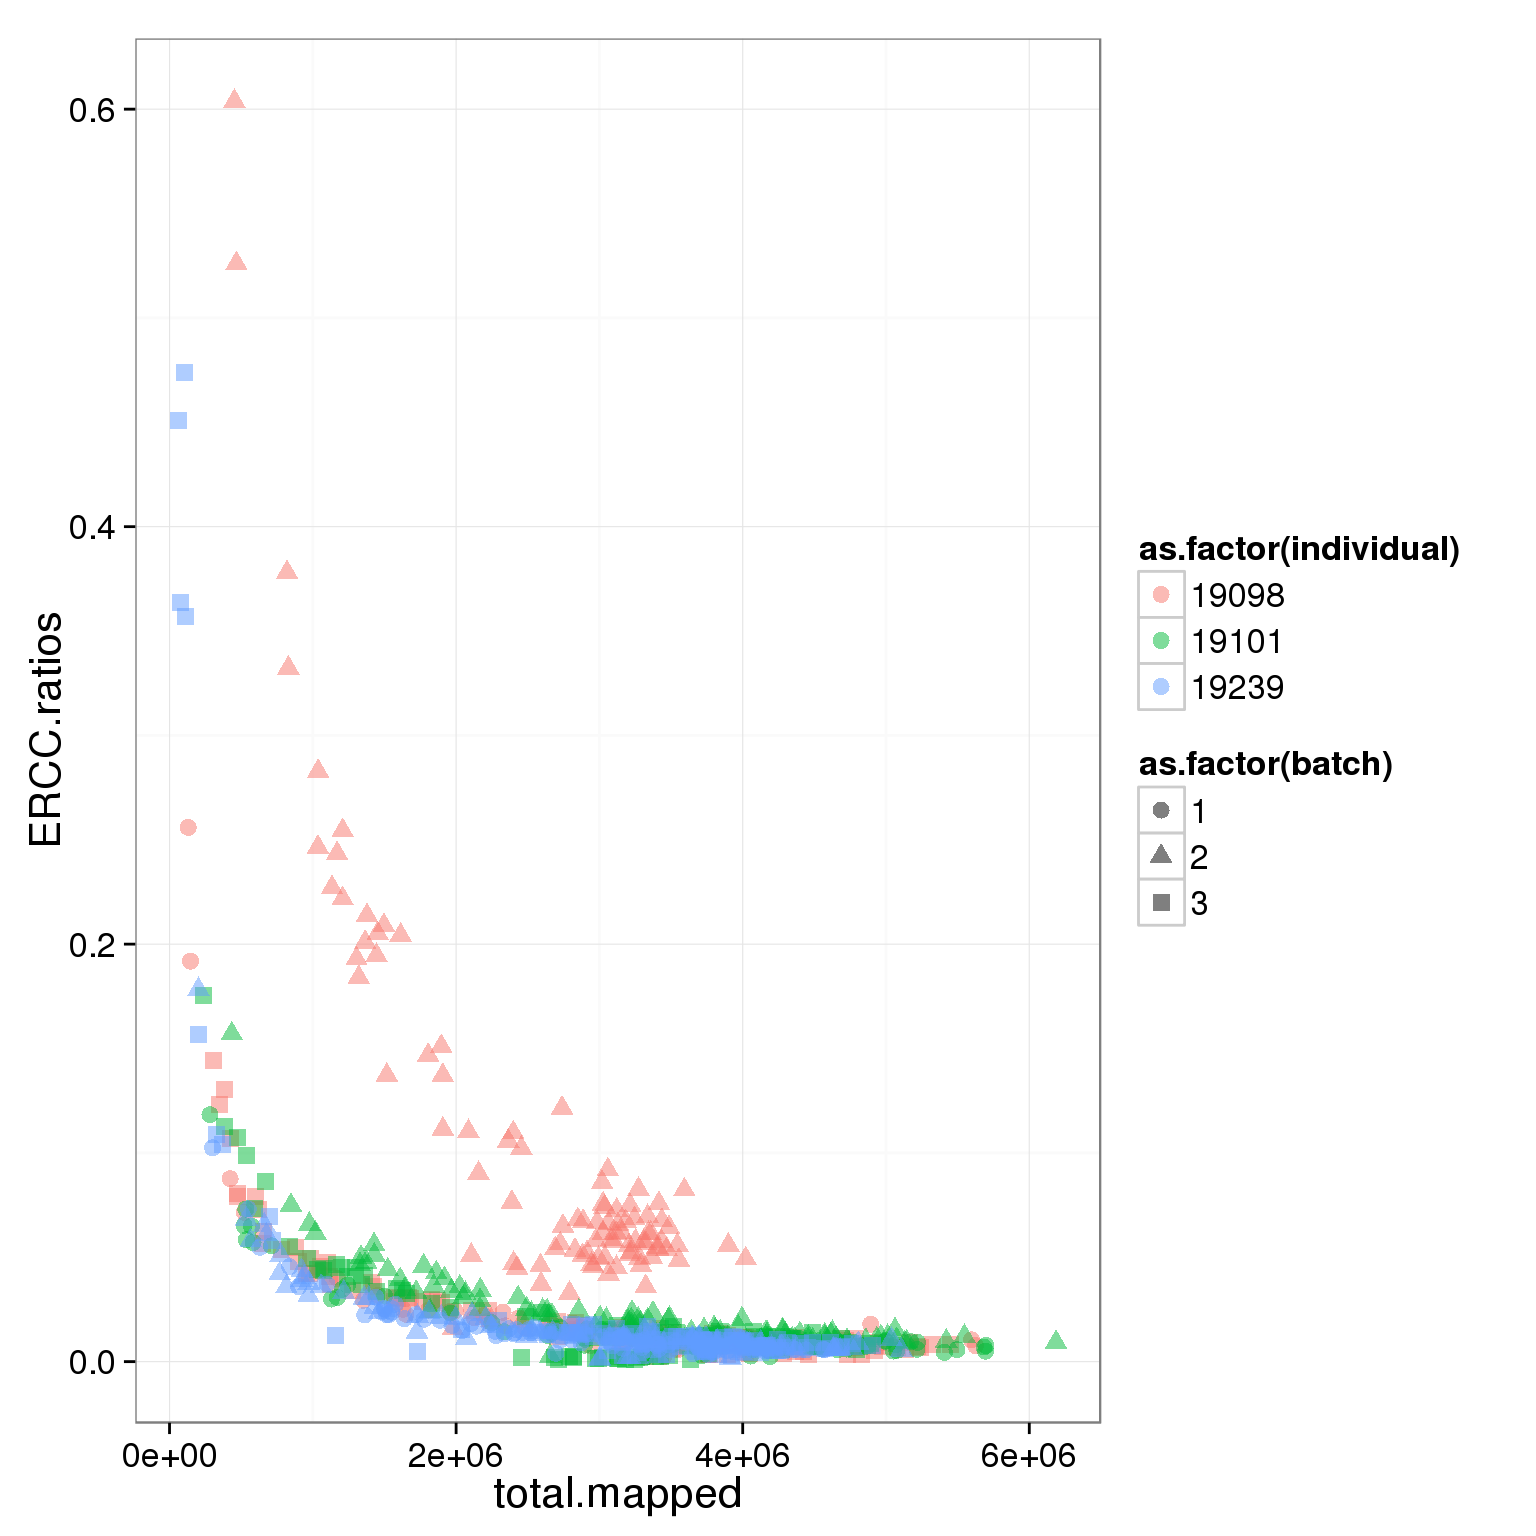 0.6
0.4
0.2
0.0
ERCC.ratios
0e+00 2e+06 4e+06 6e+06
total.mapped
as.factor(individual)
19098
19101
19239
as.factor(batch)
1
2
3